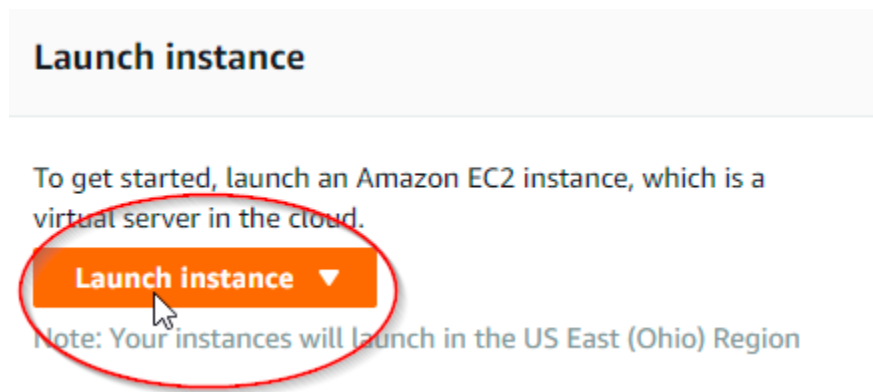 Launch instance
To get started, launch an Amazon EC2 instance, which is a
virtual server in the cloud.
Launch instance
Note: Your instances will launch in the US East (Ohio) Region